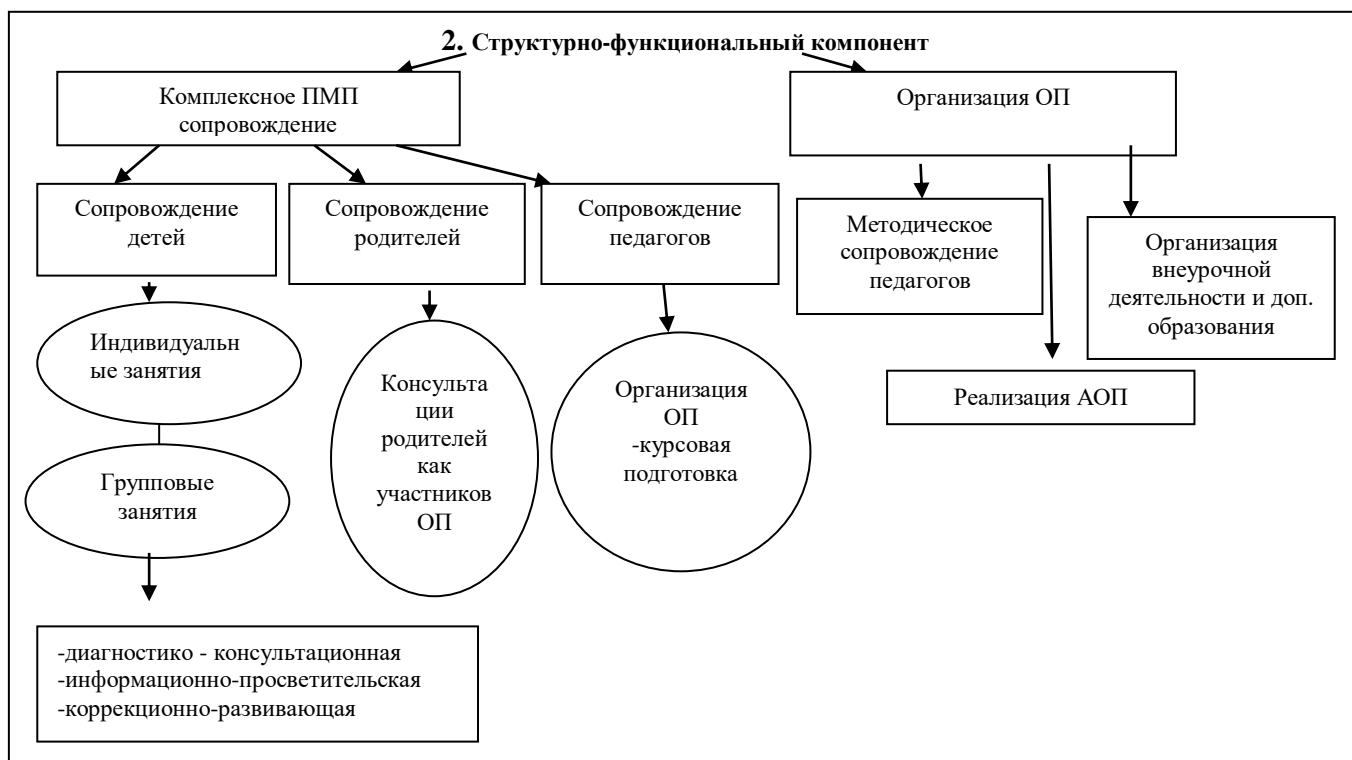 2. Структурно-функциональный компонент
Комплексное ПМП
сопровождение
Организация ОП
Сопровождение
детей
Сопровождение
родителей
Сопровождение
педагогов
Методическое
сопровождение
педагогов
Организация
внеурочной
деятельности и доп.
образования
Индивидуальн
ые занятия
Консульта
ции
родителей
как
участников
ОП
Организация
ОП
-курсовая
подготовка
Реализация АОП
Групповые
занятия
-диагностико - консультационная
-информационно-просветительская
-коррекционно-развивающая